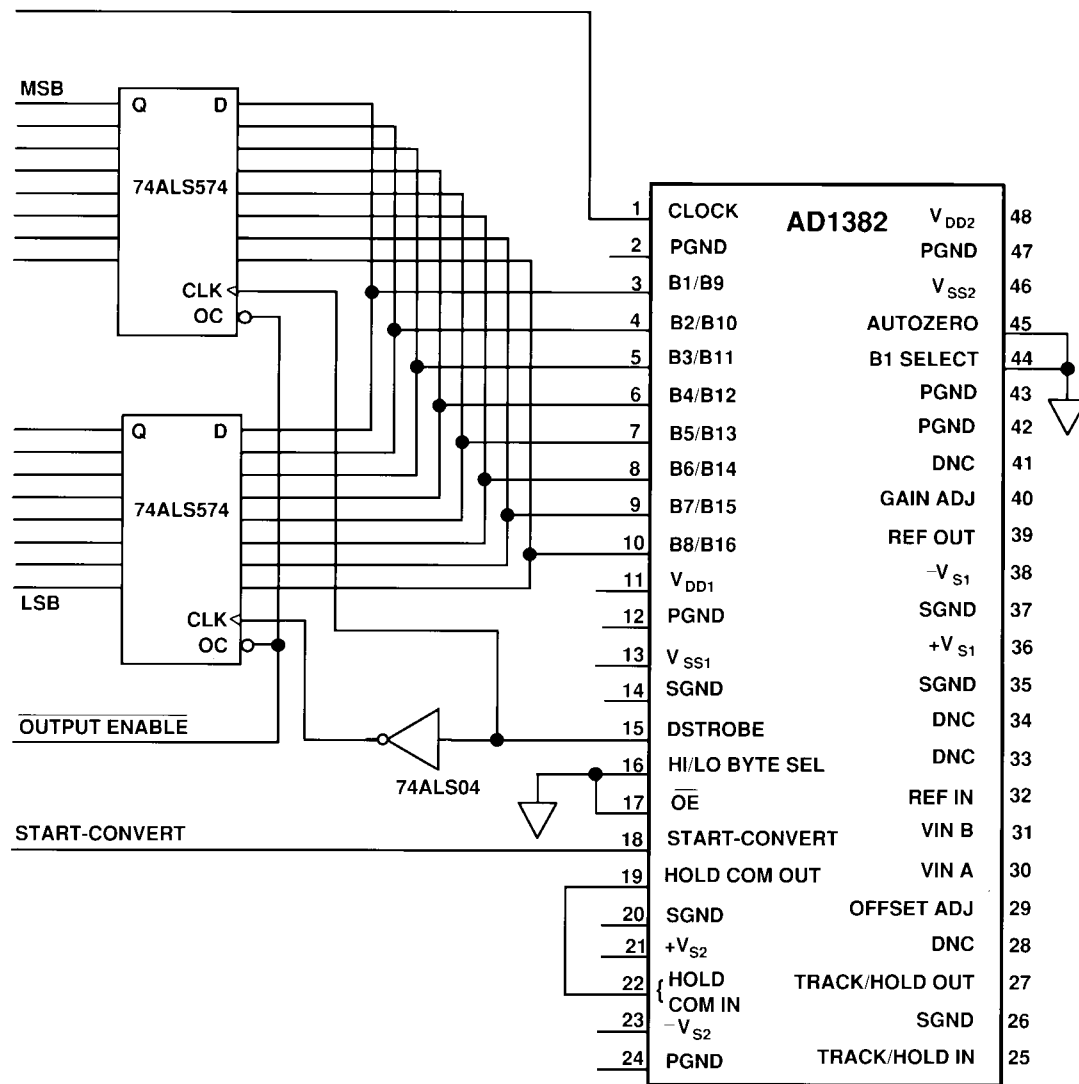 MSB
Q D
74ALS574
CLK
OC
Q D
74ALS574
LSB
CLK
OC
OUTPUT ENABLE
74ALS04
START-CONVERT
AD1382
1 CLOCK
2 PGND
3 B1/B9
4 B2/B10
5 B3/B11
6 B4/B12
7 B5/B13
8 B6/B14
9 B7/B15
10 B8/B16
11 VDD1
12 PGND
13 VSS1
14 SGND
15 DSTROBE
16 HI/LO BYTE SEL
17 OE
18 START-CONVERT
19 HOLD COM OUT
20 SGND
21 +VS2
22 { HOLD
COM IN
23 –VS2
24 PGND
VDD2 48
PGND 47
VSS2 46
AUTOZERO 45
B1 SELECT 44
PGND 43
PGND 42
DNC 41
GAIN ADJ 40
REF OUT 39
–VS1 38
SGND 37
+VS1 36
SGND 35
DNC 34
DNC 33
REF IN 32
VIN B 31
VIN A 30
OFFSET ADJ 29
DNC 28
TRACK/HOLD OUT 27
SGND 26
TRACK/HOLD IN 25